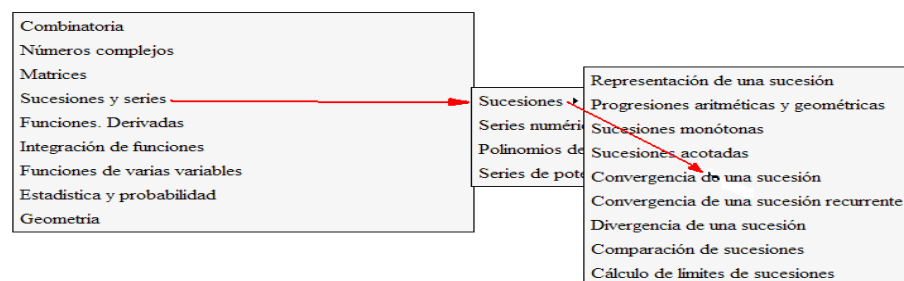 Combinatoria
Números complejos
Matrices
Sucesiones y series
Funciones. Derivadas
Integración de funciones
Funciones de varias variables
Estadística y probabilidad
Geometría
Sucesiones
Series numéri
Polinomios de
Series de pote
Representación de una sucesión
Progresiones aritméticas y geométricas
Sucesiones monótonas
Sucesiones acotadas
Convergencia de una sucesión
Convergencia de una sucesión recurrente
Divergencia de una sucesión
Comparación de sucesiones
Cálculo de límites de sucesiones